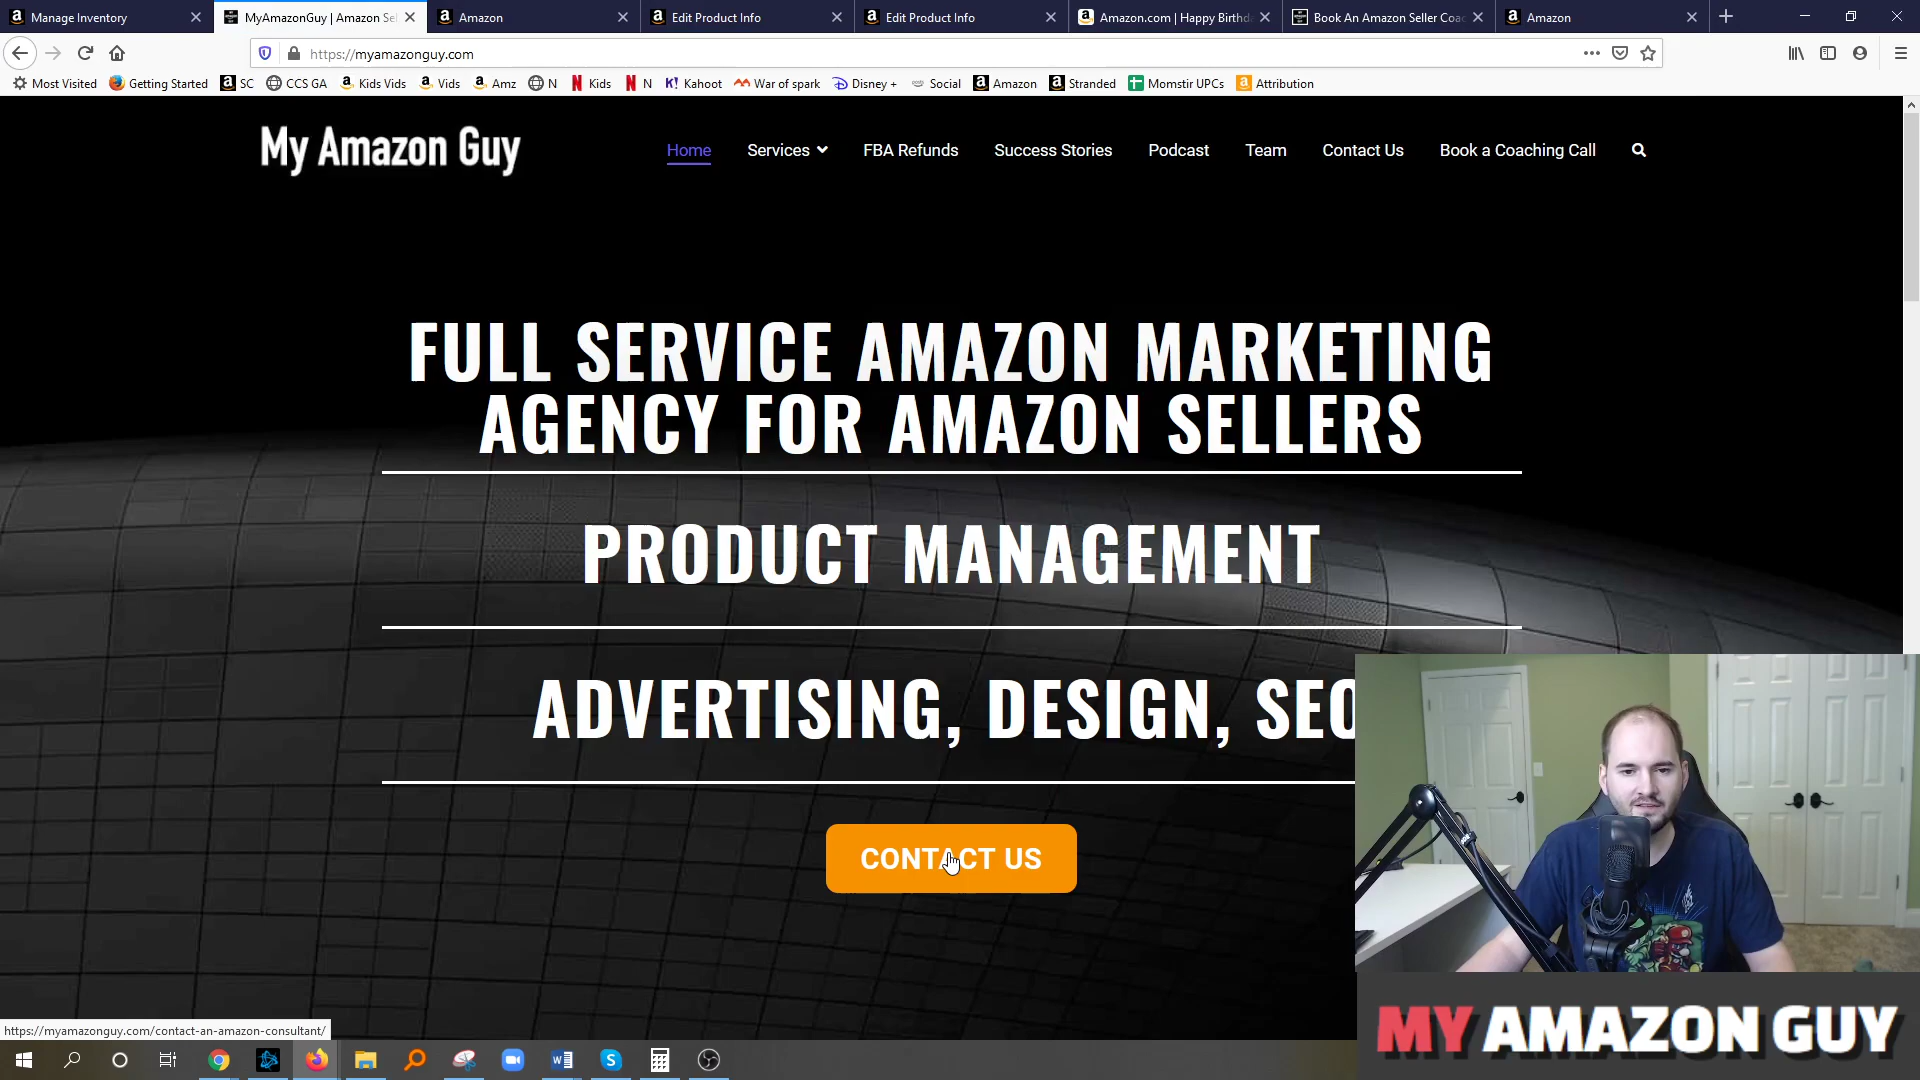 Manage Inventory
MyAmazonGuy | Amazon Sel
Amazon
Edit Product Info
Edit Product Info
Amazon.com | Happy Birthd
Book An Amazon Seller Coac
Amazon
https://myamazonguy.com
Most Visited
Getting Started
SC
CCS GA
Kids Vids
Vids
Amz
N
Kids
N
Kahoot
War of spark
Disney +
Social
Amazon
Stranded
Momstir UPCs
Attribution
My Amazon Guy
Home
Services
FBA Refunds
Success Stories
Podcast
Team
Contact Us
Book a Coaching Call
FULL SERVICE AMAZON MARKETING
AGENCY FOR AMAZON SELLERS
PRODUCT MANAGEMENT
ADVERTISING, DESIGN, SEO
CONTACT US
https://myamazonguy.com/contact-an-amazon-consultant/
MY AMAZON GUY